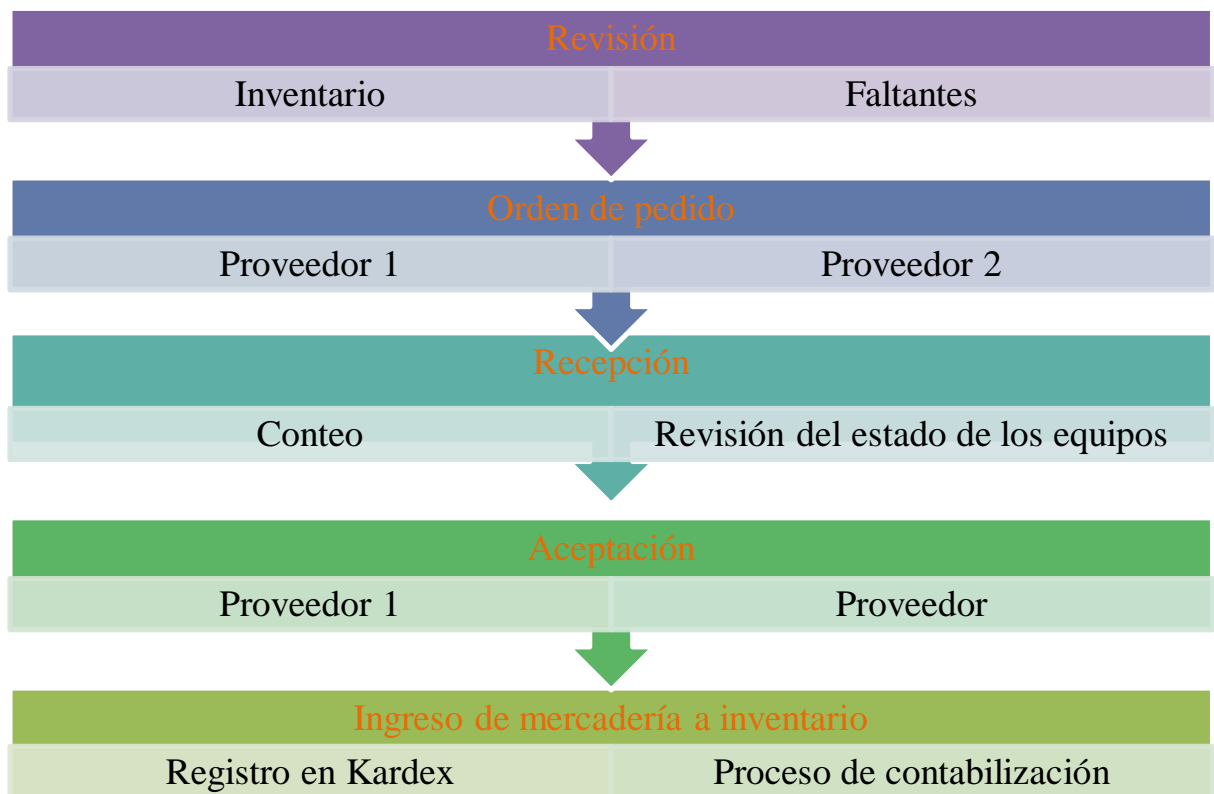 Revisión
Inventario
Faltantes
Orden de pedido
Proveedor 1
Proveedor 2
Recepción
Conteo
Revisión del estado de los equipos
Aceptación
Proveedor 1
Proveedor
Ingreso de mercadería a inventario
Registro en Kardex
Proceso de contabilización